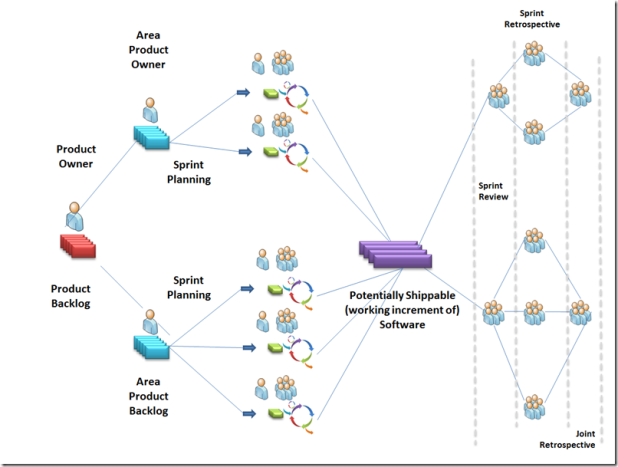 Area
Product
Owner
Sprint
Retrospective
Product
Owner
Sprint
Planning
Sprint
Review
Product
Backlog
Sprint
Planning
Potentially Shippable
(working increment of)
Software
Area
Product
Backlog
Joint
Retrospective